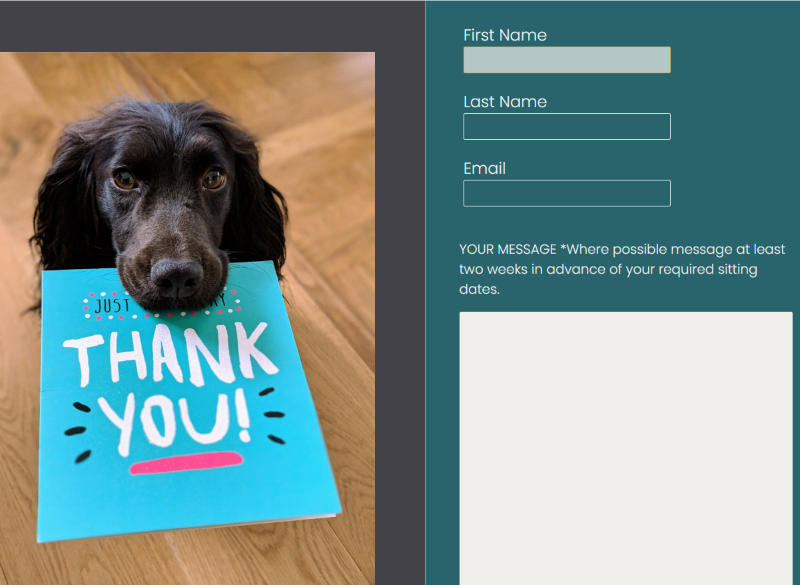 JUST
THANK
YOU!
First Name
Last Name
Email
YOUR MESSAGE *Where possible message at least
two weeks in advance of your required sitting
dates.